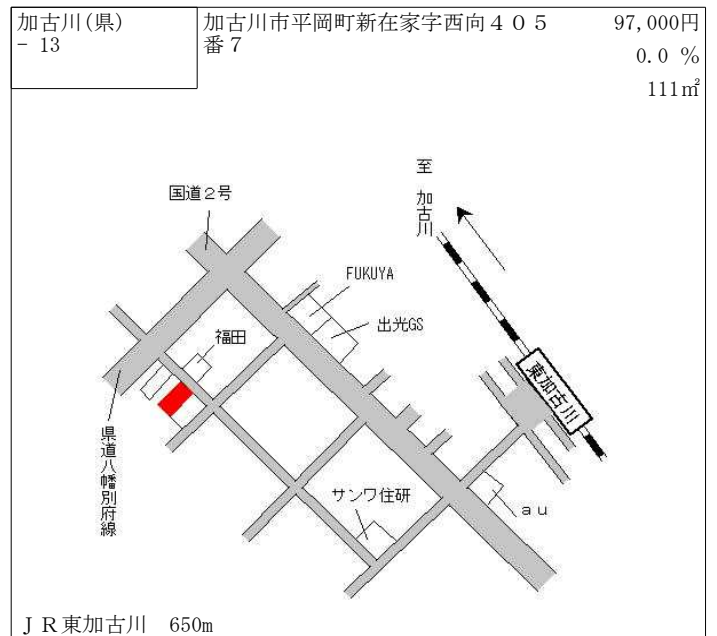 加古川(県)
- 13
加古川市平岡町新在家字西向４０５
番７
97,000円
0.0 %
111㎡
至 加古川
国道２号
FUKUYA
出光GS
福田
東加古川
県道八幡別府線
サンワ住研
ａｕ
ＪＲ東加古川 650m